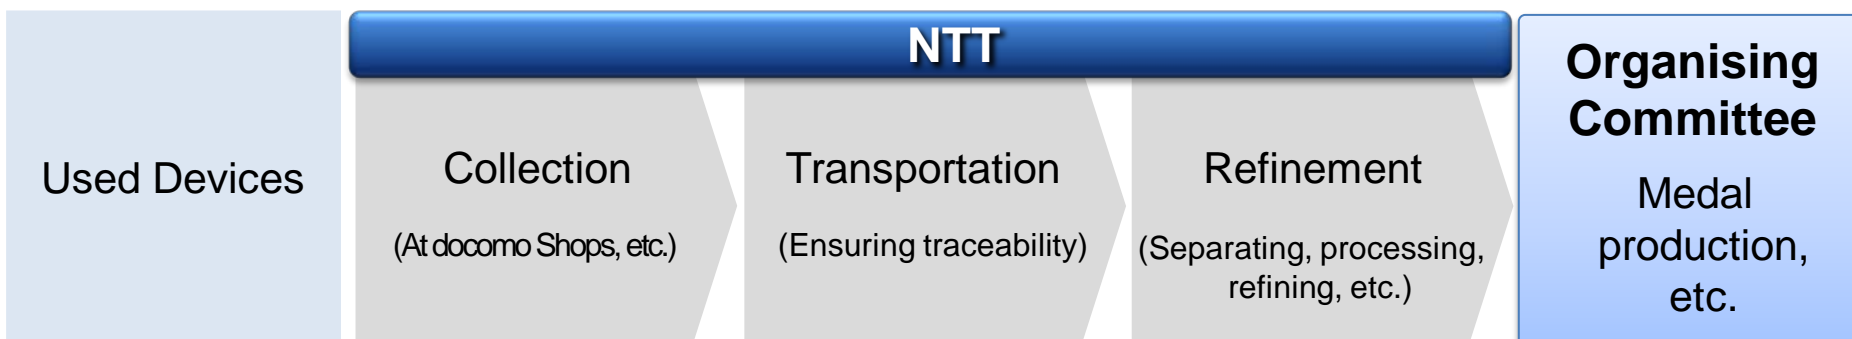 NTT
Used Devices
Collection
(At docomo Shops, etc.)
Transportation
(Ensuring traceability)
Refinement
(Separating, processing,
refining, etc.)
Organising
Committee
Medal
production,
etc.